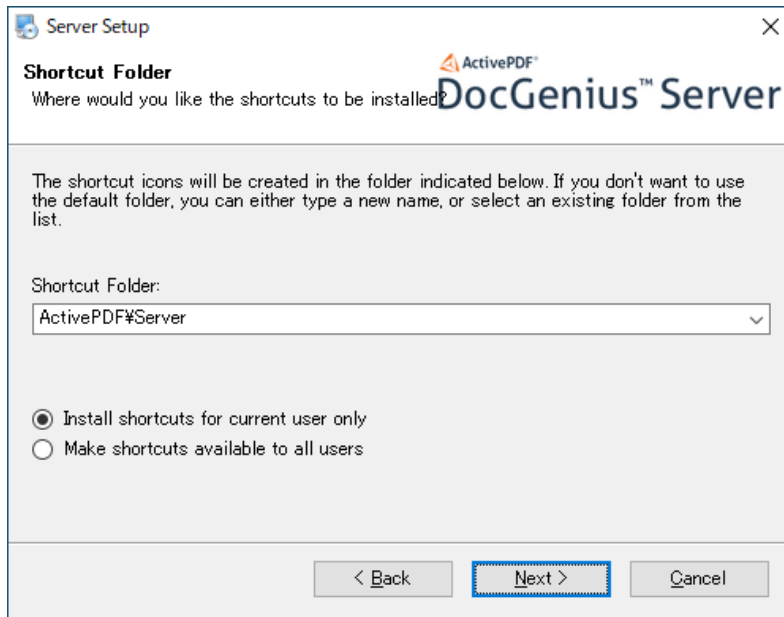 Server Setup
Shortcut Folder
Where would you like the shortcuts to be installed?
ActivePDF®
DocGenius™ Server
The shortcut icons will be created in the folder indicated below. If you don't want to use
the default folder, you can either type a new name, or select an existing folder from the
list.
Shortcut Folder:
ActivePDF¥Server
Install shortcuts for current user only
Make shortcuts available to all users
< Back
Next >
Cancel